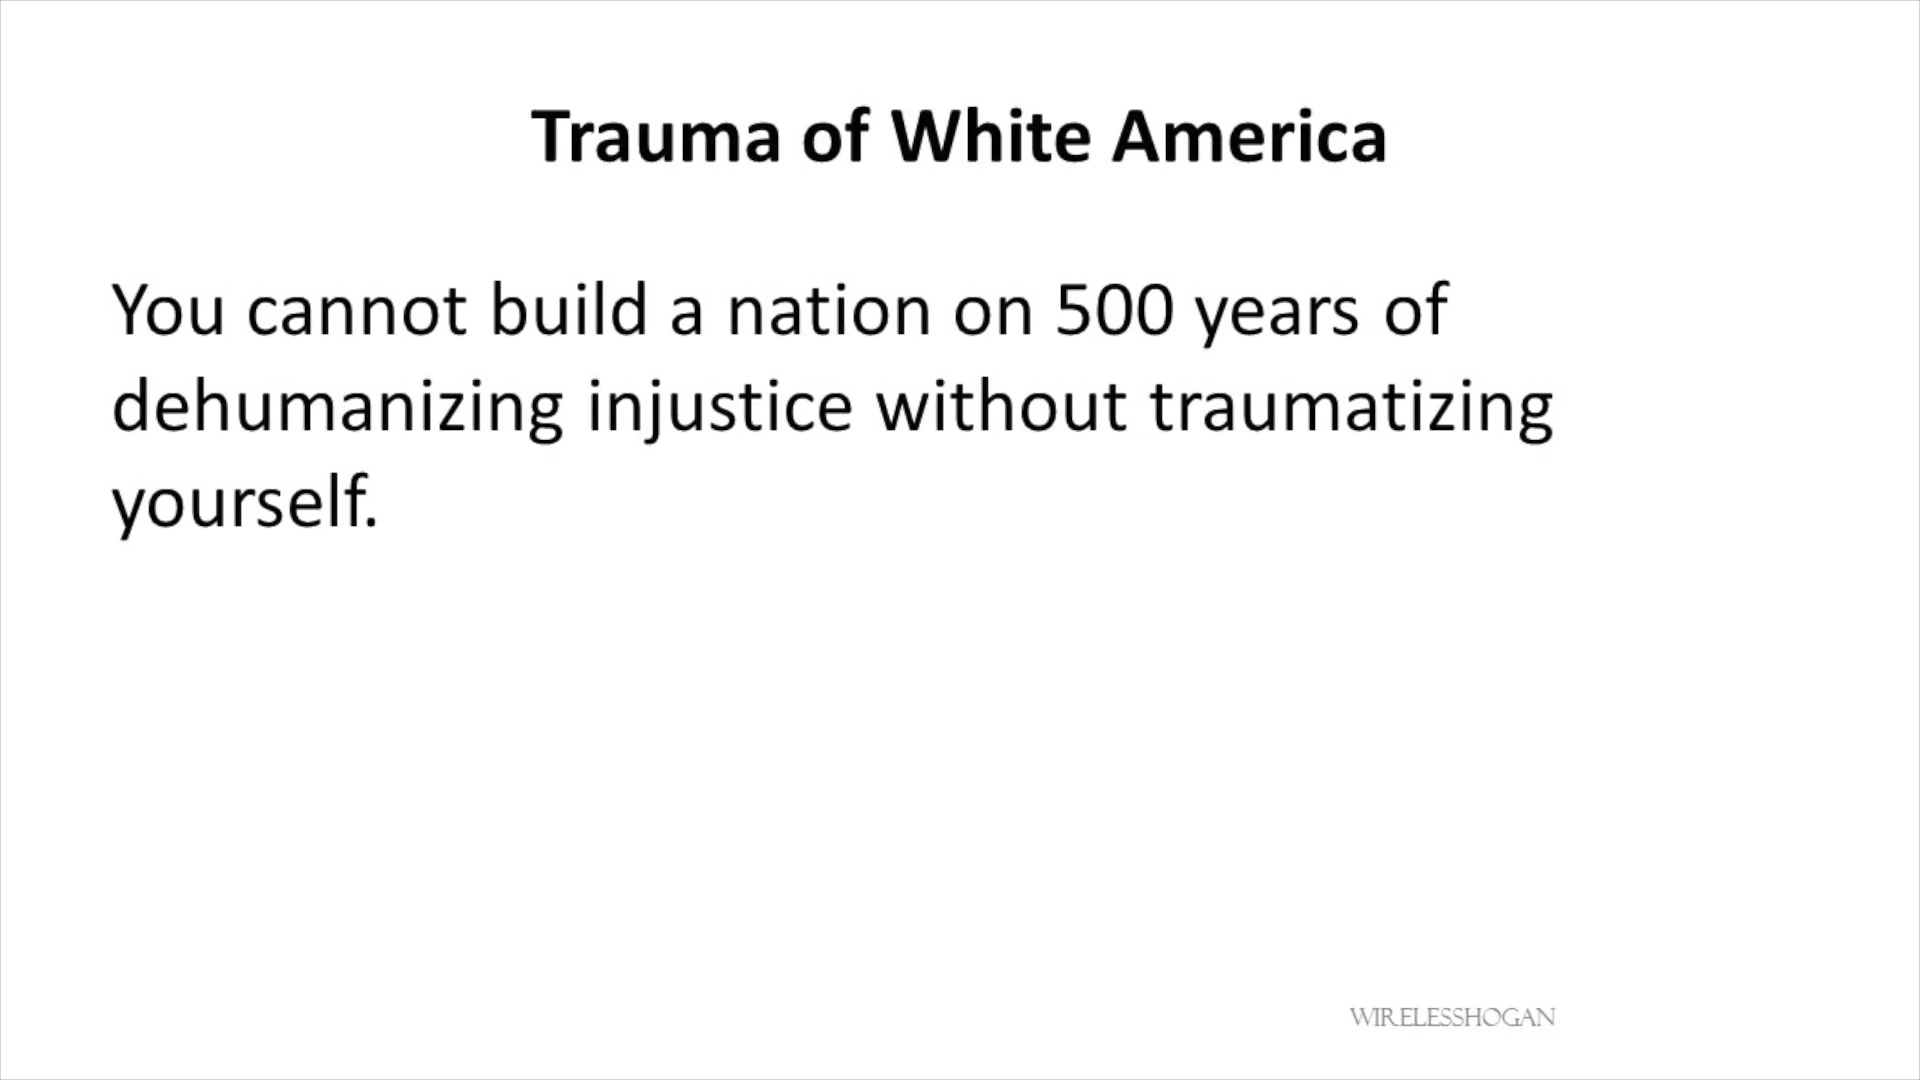 Trauma of White America
You cannot build a nation on 500 years of
dehumanizing injustice without traumatizing
yourself.
WIRELESSHOGAN